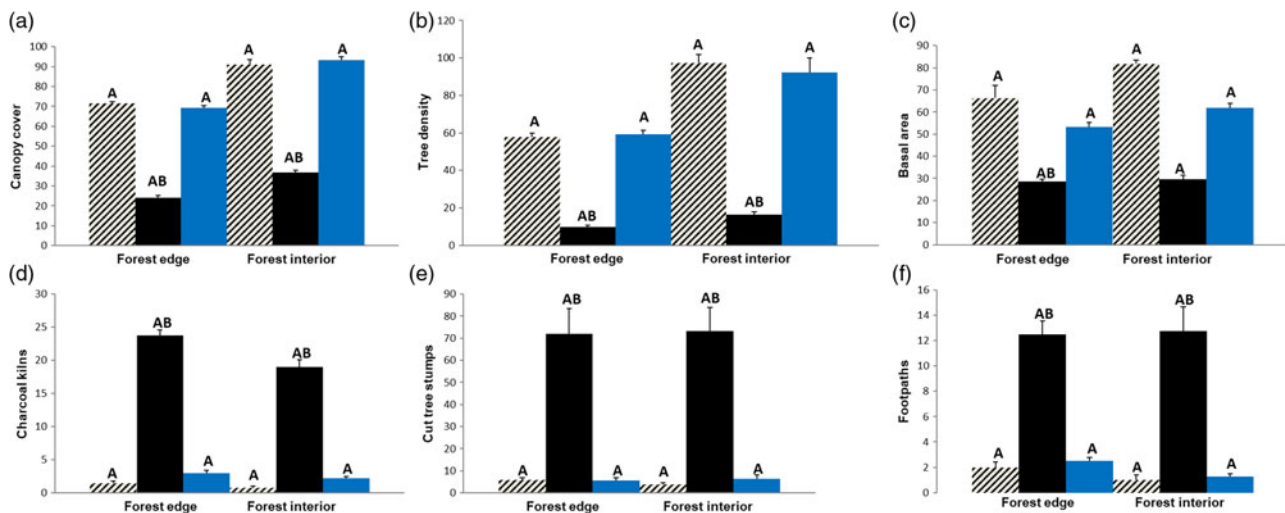 (a)
Canopy cover
100
90
80
70
60
50
40
30
20
10
0
A
AB
A
A
AB
A
Forest edge Forest interior
(b)
Tree density
120
100
80
60
40
20
0
A
AB
A
A
AB
A
Forest edge Forest interior
(c)
Basal area
90
80
70
60
50
40
30
20
10
0
A
AB
A
A
A
A
Forest edge Forest interior
(d)
Charcoal kilns
30
25
20
15
10
5
0
A
AB
A
A
AB
A
Forest edge Forest interior
(e)
Cut tree stumps
90
80
70
60
50
40
30
20
10
0
A
AB
A
A
AB
A
Forest edge Forest interior
(f)
Footpaths
16
14
12
10
8
6
4
2
0
A
AB
A
A
AB
A
Forest edge Forest interior